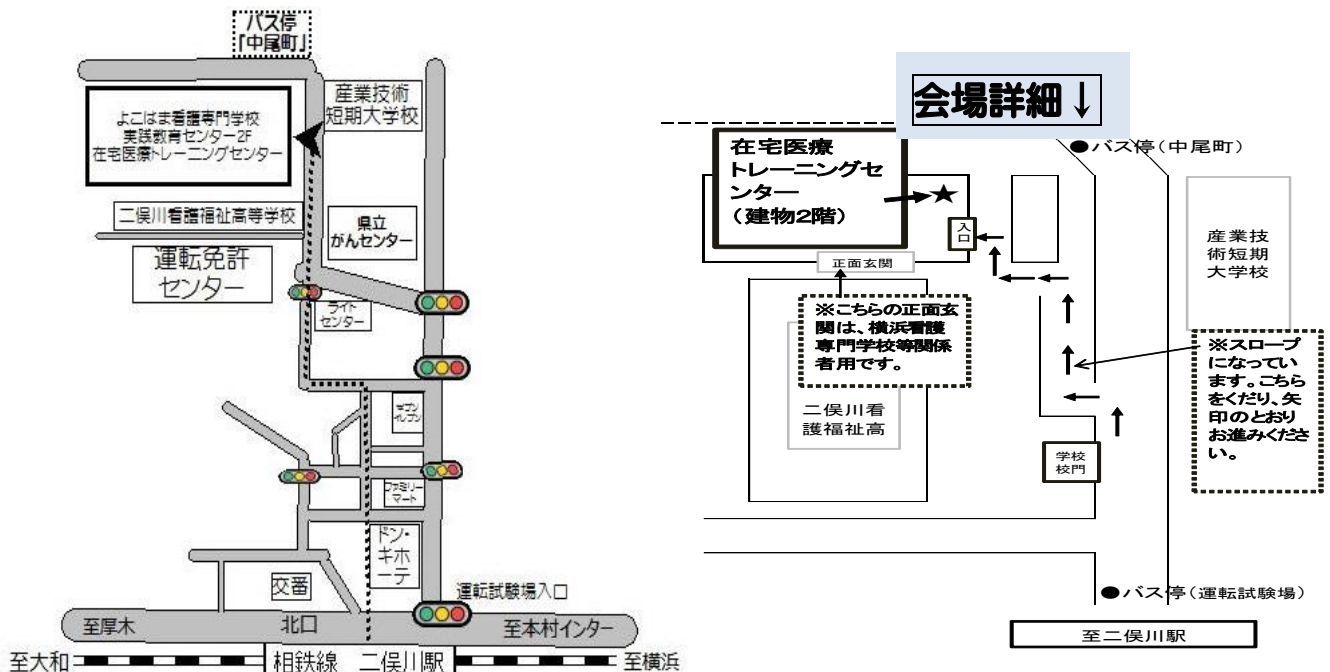 バス停
「中尾町」
産業技術
短期大学校
よこはま看護専門学校
実践教育センター2F
在宅医療トレーニングセンター
二俣川看護福祉高等学校
県立
がんセンター
運転免許
センター
ライト
センター
セブン
イレブン
ファミリー
マート
ドン・
キホ
ーテ
交番
運転試験場入口
至厚木
北口
至本村インター
至大和
相鉄線 二俣川駅
至横浜
会場詳細↓
●バス停(中尾町)
在宅医療
トレーニングセ
ンター
(建物2階)
★
入
口
正面玄関
産業技
術短期
大学校
※こちらの正面玄
関は、横浜看護
専門学校等関係
者用です。
※スロープ
になってい
ます。こちら
をくだり、矢
印のとおり
お進みくださ
い。
二俣川看
護福祉高
学校
校門
●バス停(運転試験場)
至二俣川駅